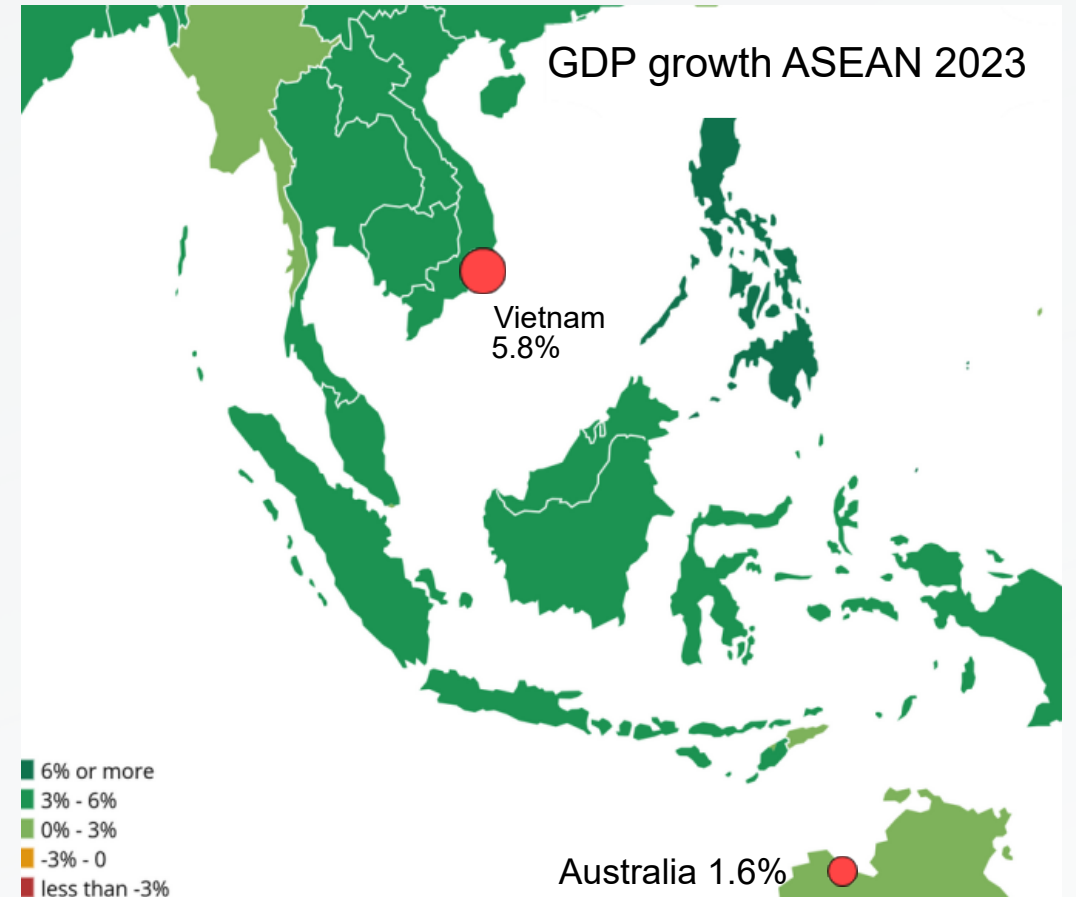 GDP growth ASEAN 2023
Vietnam
5.8%
6% or more
3% - 6%
0% - 3%
-3% - 0
less than -3%
Australia 1.6%